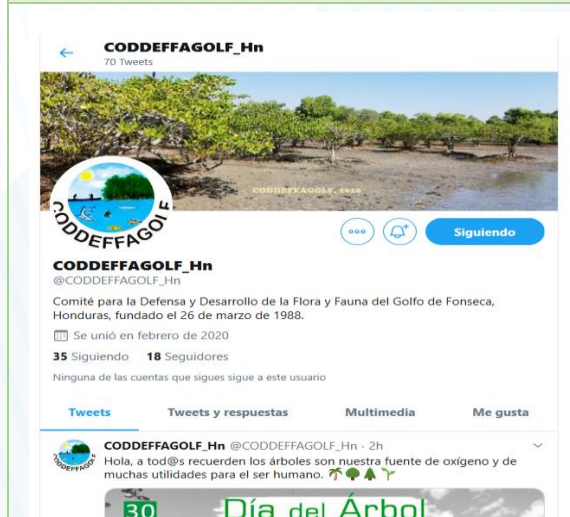 CODDEFFAGOLF_Hn
70 Tweets
CODDEFFAGOLF, 2020
CODDEFFAGOLF
Siguiendo
CODDEFFAGOLF_Hn
@CODDEFFAGOLF_Hn
Comité para la Defensa y Desarrollo de la Flora y Fauna del Golfo de Fonseca,
Honduras, fundado el 26 de marzo de 1988.
Se unió en febrero de 2020
35 Siguiendo 18 Seguidores
Ninguna de las cuentas que sigues sigue a este usuario
Tweets Tweets y respuestas Multimedia Me gusta
CODDEFFAGOLF_Hn @CODDEFFAGOLF_Hn · 2h
Hola, a tod@s recuerden los árboles son nuestra fuente de oxígeno y de
muchas utilidades para el ser humano. 🌴🌳🌲🌱
CODDEFFAGOLF
30 Día del Árbol